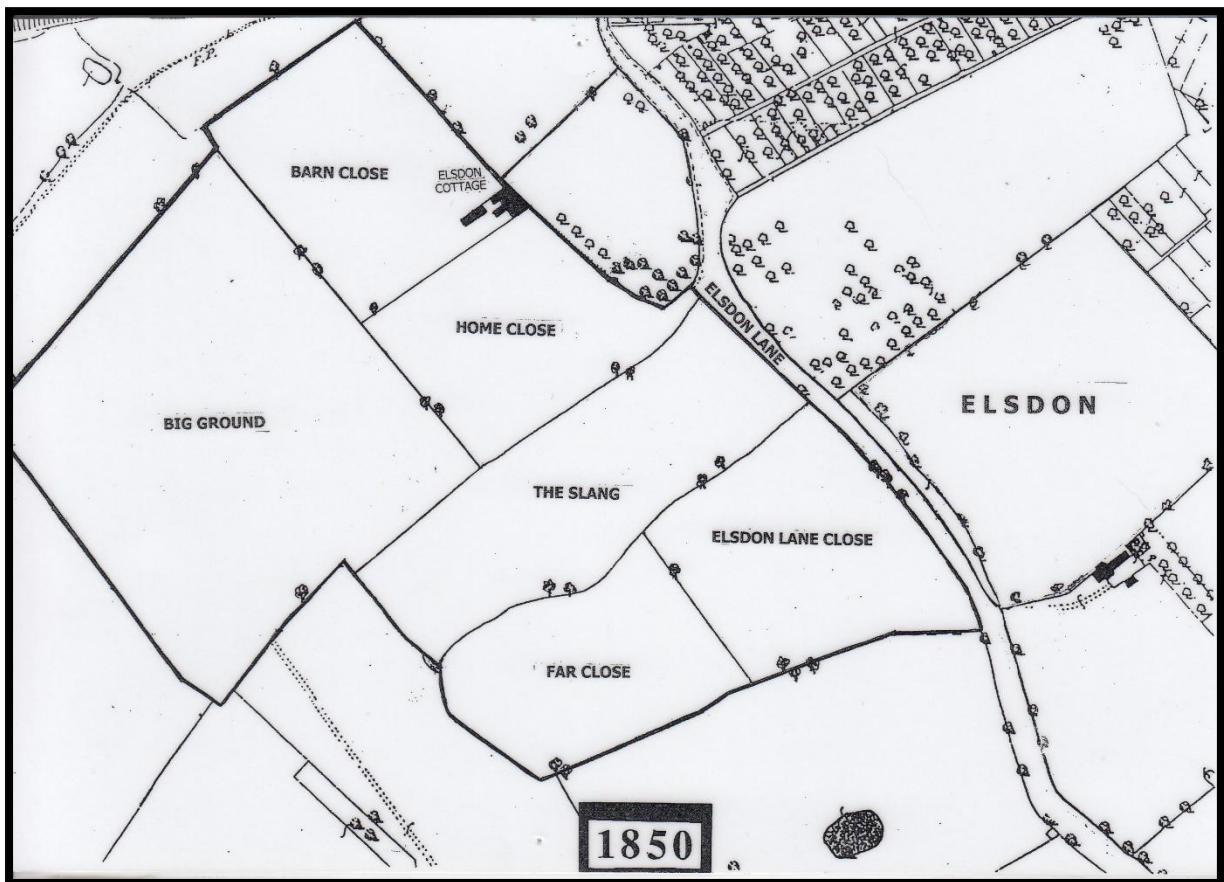 F.P.
BARN CLOSE
ELSDON
COTTAGE
HOME CLOSE
ELSDON LANE
BIG GROUND
ELSDON
THE SLANG
ELSDON LANE CLOSE
FAR CLOSE
1850